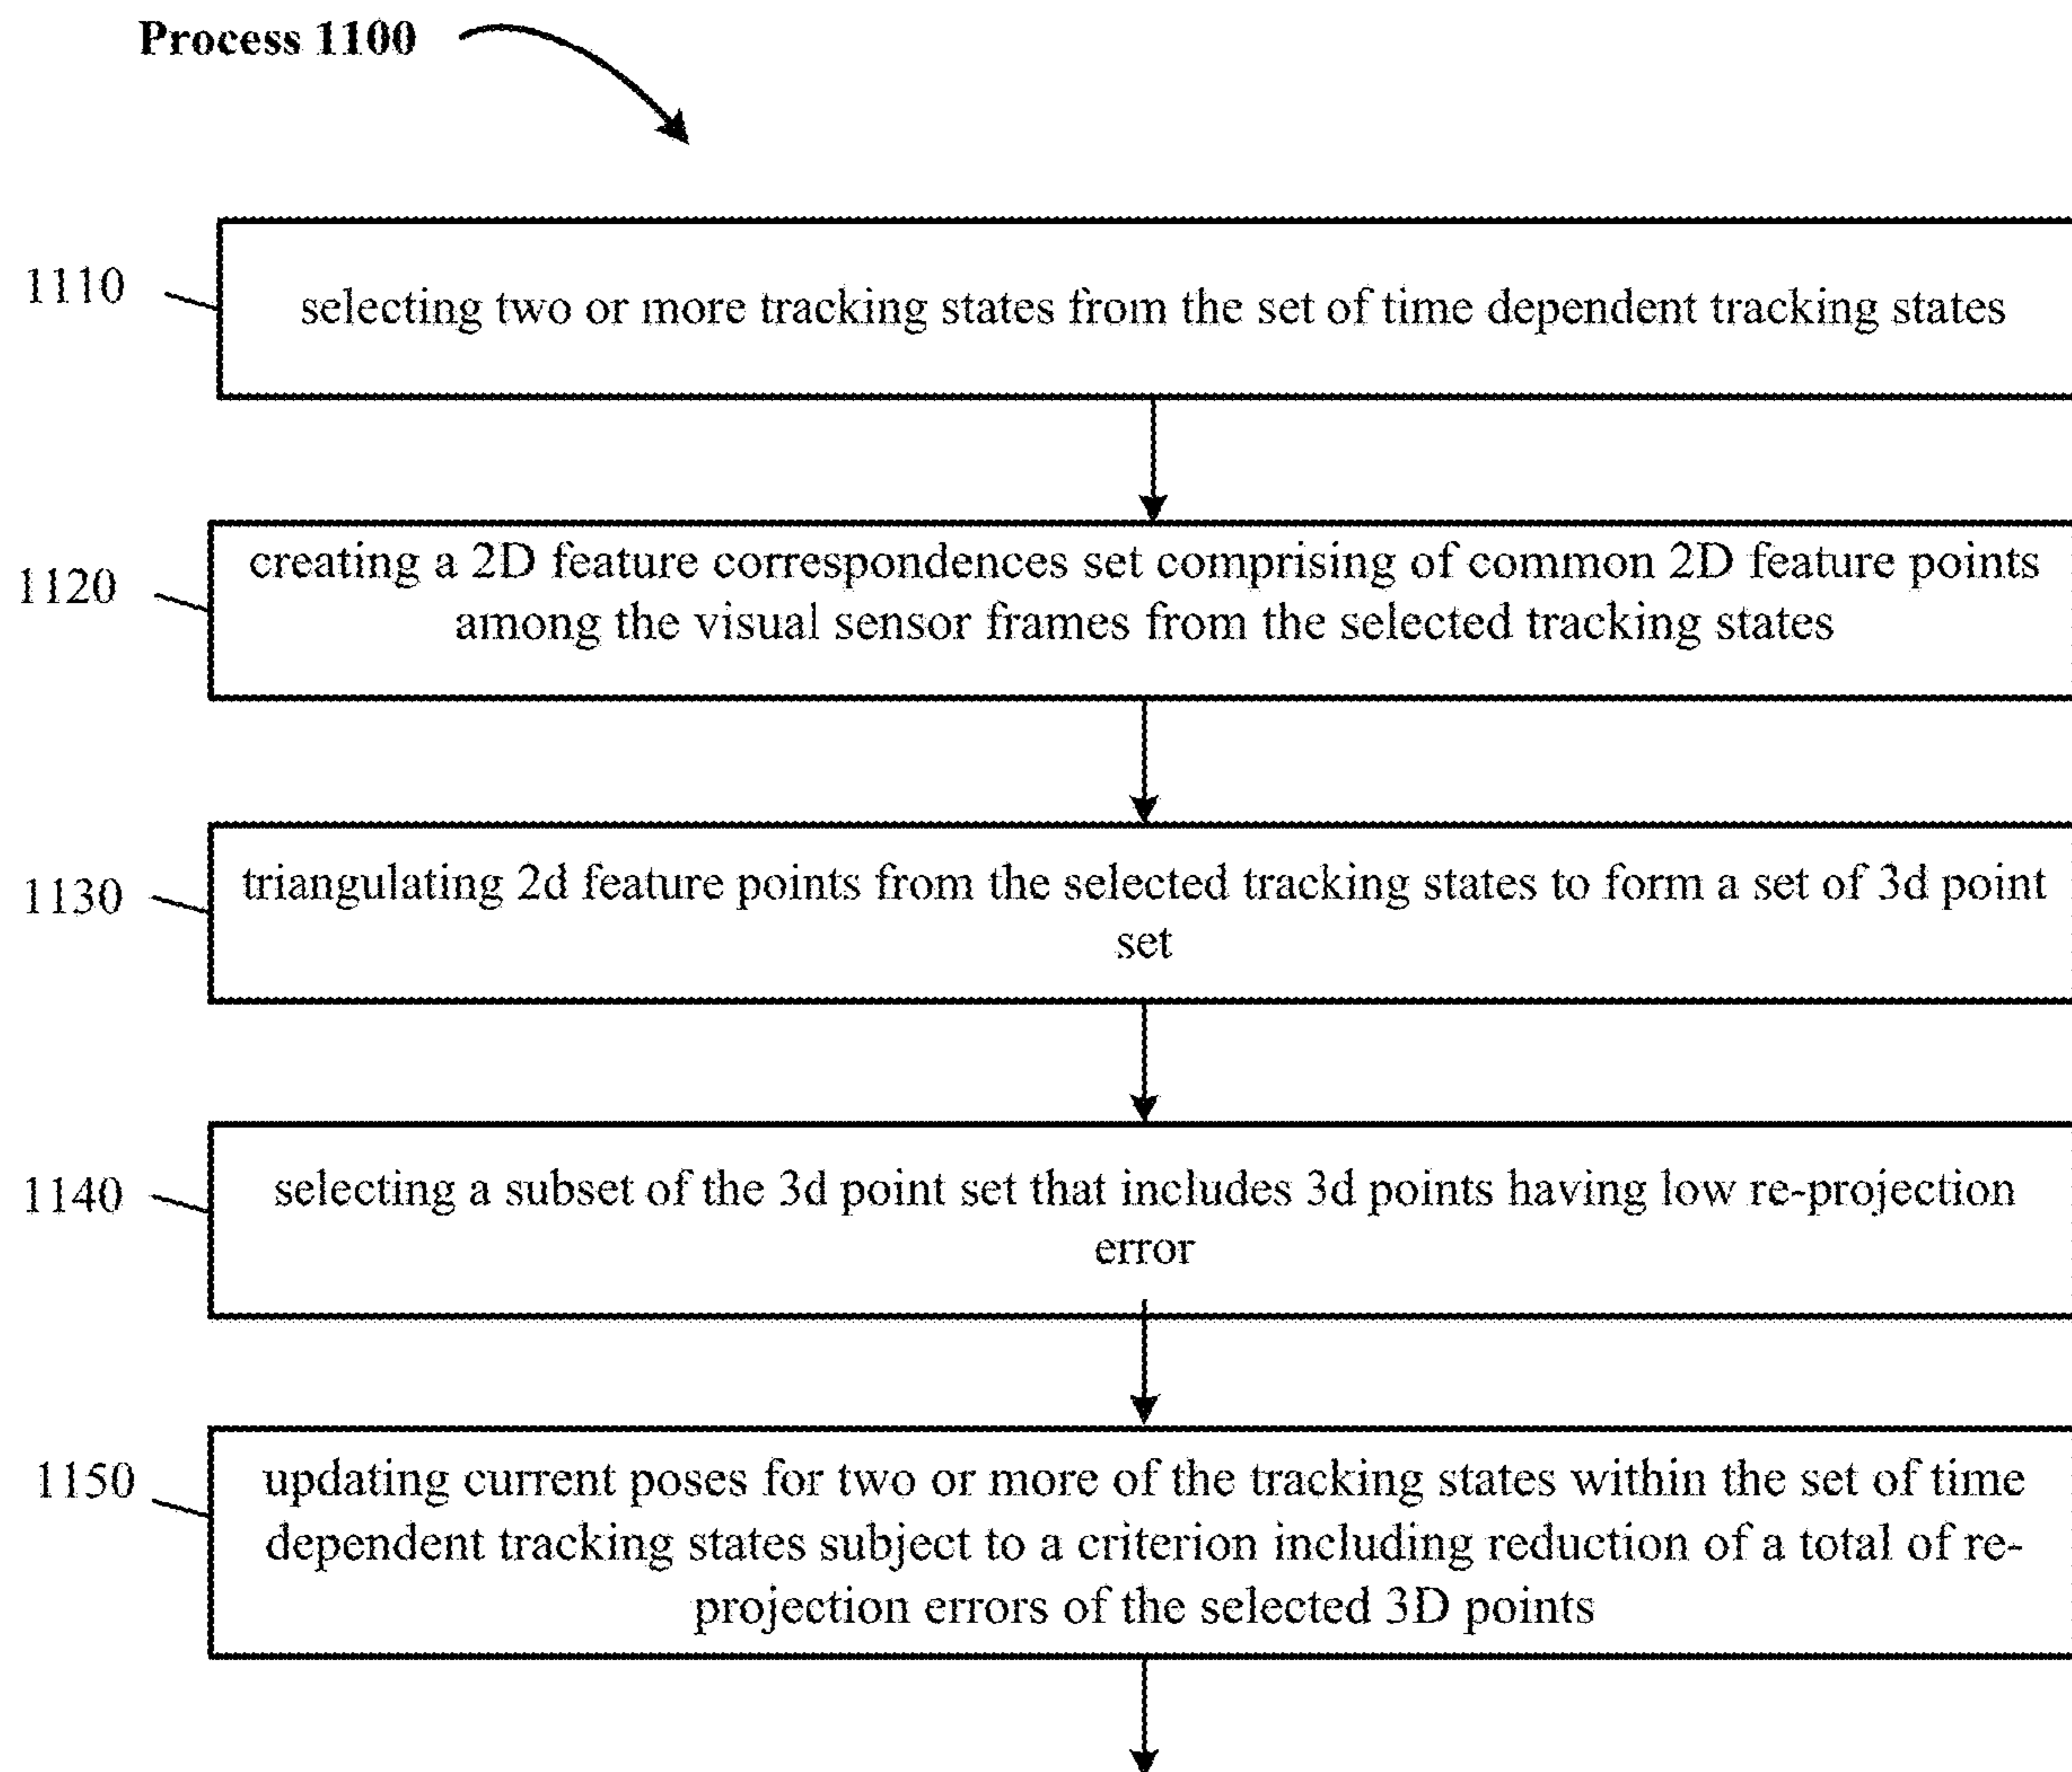 Process 1100
1110
selecting two or more tracking states from the set of time dependent tracking states
1120
creating a 2D feature correspondences set comprising of common 2D feature points
among the visual sensor frames from the selected tracking states
1130
triangulating 2d feature points from the selected tracking states to form a set of 3d point
set
1140
selecting a subset of the 3d point set that includes 3d points having low re-projection
error
1150
updating current poses for two or more of the tracking states within the set of time
dependent tracking states subject to a criterion including reduction of a total of re-
projection errors of the selected 3D points